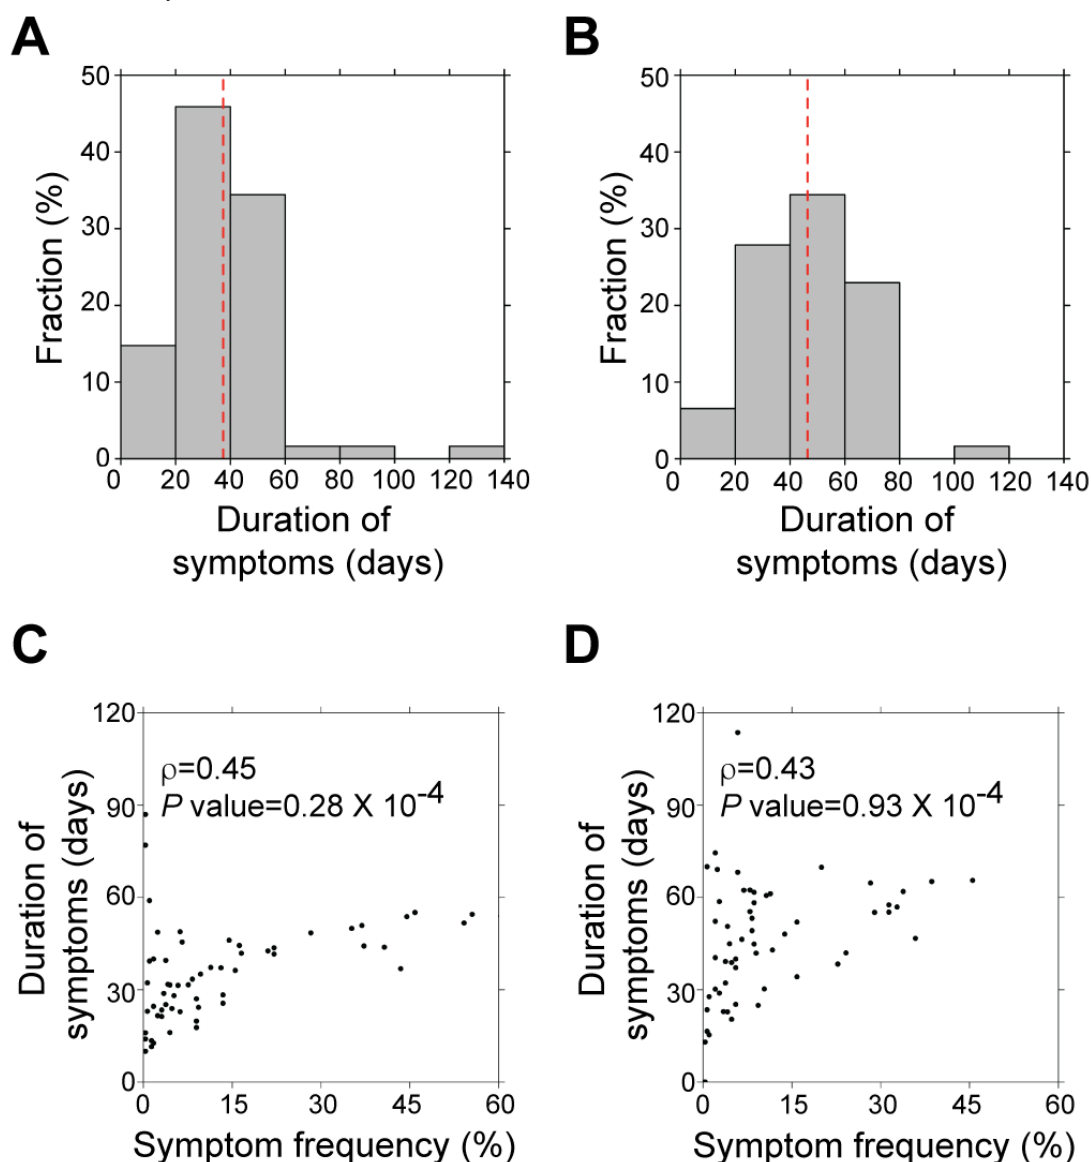 A
50
40
30
20
10
0
Fraction (%)
0 20 40 60 80 100 120 140
Duration of
symptoms (days)
B
50
40
30
20
10
0
Fraction (%)
0 20 40 60 80 100 120 140
Duration of
symptoms (days)
C
120
90
60
30
0
Duration of
symptoms (days)
ρ=0.45
P value=0.28 X 10⁻⁴
0 15 30 45 60
Symptom frequency (%)
D
120
90
60
30
0
Duration of
symptoms (days)
ρ=0.43
P value=0.93 X 10⁻⁴
0 15 30 45 60
Symptom frequency (%)